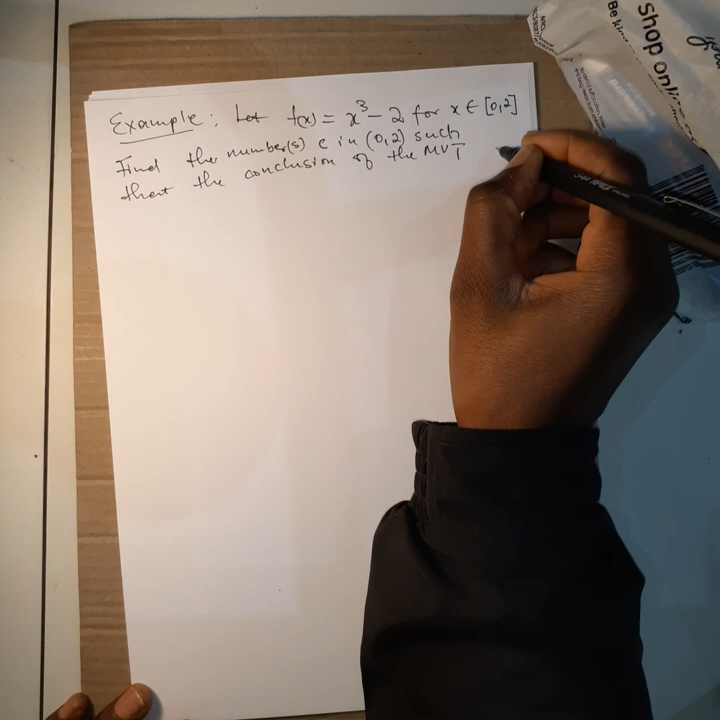 Example: Let f(x) = x³ - 2 for x ∈ [0,2]
Find the number(s) c in (0,2) such
that the conclusion of the MVT
Shop onli